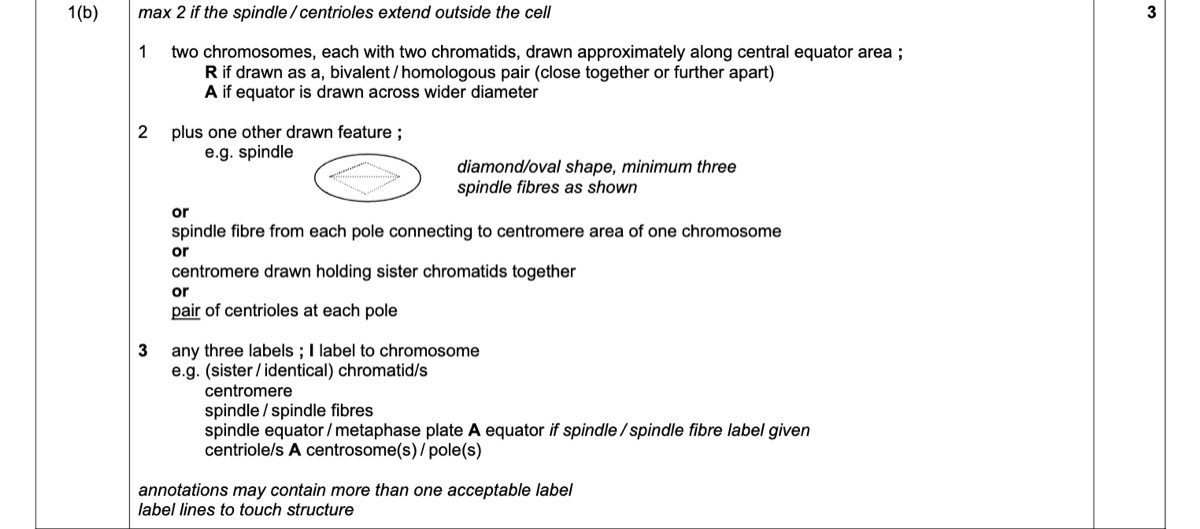 1(b) max 2 if the spindle / centrioles extend outside the cell 3
1 two chromosomes, each with two chromatids, drawn approximately along central equator area ;
R if drawn as a, bivalent / homologous pair (close together or further apart)
A if equator is drawn across wider diameter
2 plus one other drawn feature ;
e.g. spindle
diamond/oval shape, minimum three
spindle fibres as shown
or
spindle fibre from each pole connecting to centromere area of one chromosome
or
centromere drawn holding sister chromatids together
or
pair of centrioles at each pole
3 any three labels ; I label to chromosome
e.g. (sister / identical) chromatid/s
centromere
spindle / spindle fibres
spindle equator / metaphase plate A equator if spindle / spindle fibre label given
centriole/s A centrosome(s) / pole(s)
annotations may contain more than one acceptable label
label lines to touch structure